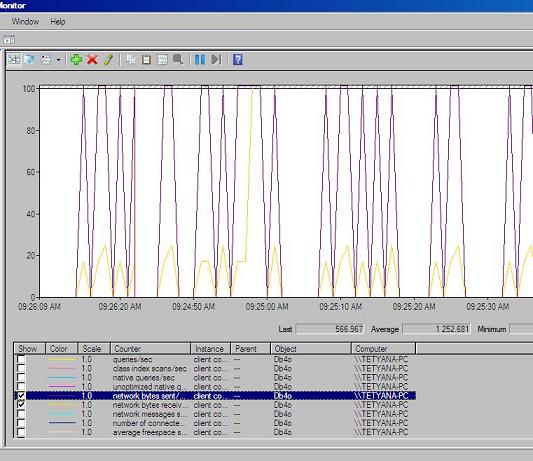 Monitor
Window Help
100
80
60
40
20
0
09:26:09 AM 09:26:20 AM 09:24:50 AM 09:25:00 AM 09:25:10 AM 09:25:20 AM 09:25:30 AM
Last 566.967 Average 1 252.681 Minimum
Show Color Scale Counter Instance Parent Object Computer
1.0 queries/sec client co... --- Db4o \\TETYANA-PC
1.0 class index scans/sec client co... --- Db4o \\TETYANA-PC
1.0 native queries/sec client co... --- Db4o \\TETYANA-PC
1.0 unoptimized native q... client co... --- Db4o \\TETYANA-PC
1.0 network bytes sent/... client co... --- Db4o \\TETYANA-PC
1.0 network bytes receiv... client co... --- Db4o \\TETYANA-PC
1.0 network messages s... client co... --- Db4o \\TETYANA-PC
1.0 number of connecte... client co... --- Db4o \\TETYANA-PC
1.0 average freespace s... client co... --- Db4o \\TETYANA-PC